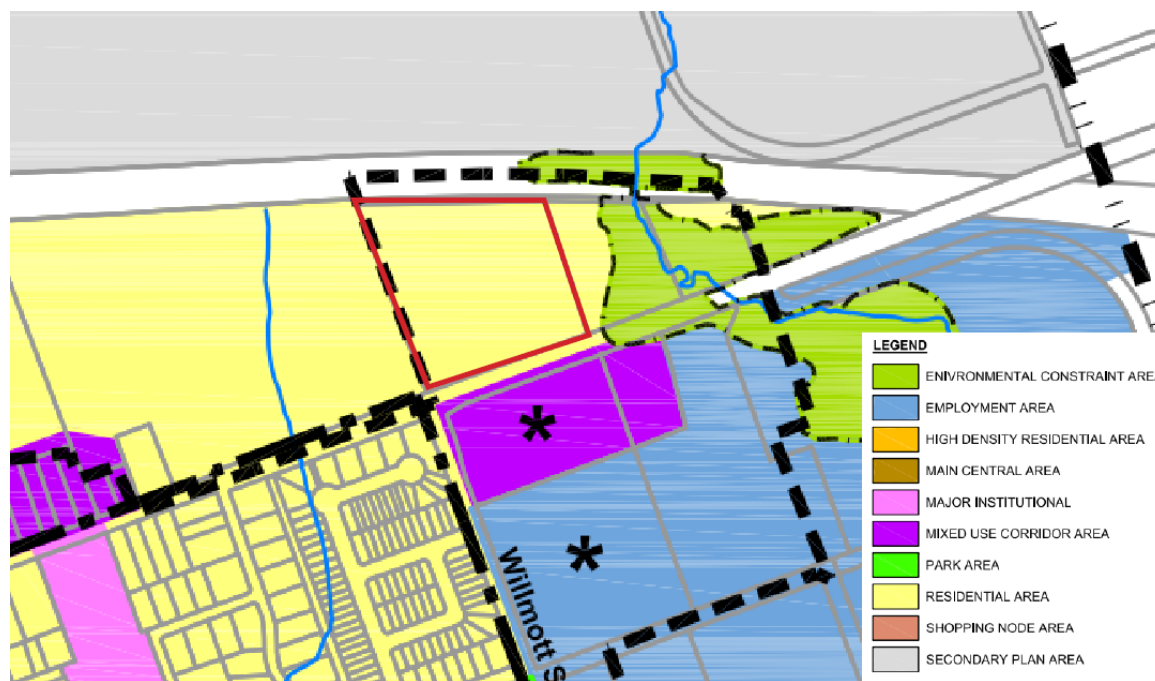 *
*
Willmott S
LEGEND
ENIVRONMENTAL CONSTRAINT AREA
EMPLOYMENT AREA
HIGH DENSITY RESIDENTIAL AREA
MAIN CENTRAL AREA
MAJOR INSTITUTIONAL
MIXED USE CORRIDOR AREA
PARK AREA
RESIDENTIAL AREA
SHOPPING NODE AREA
SECONDARY PLAN AREA